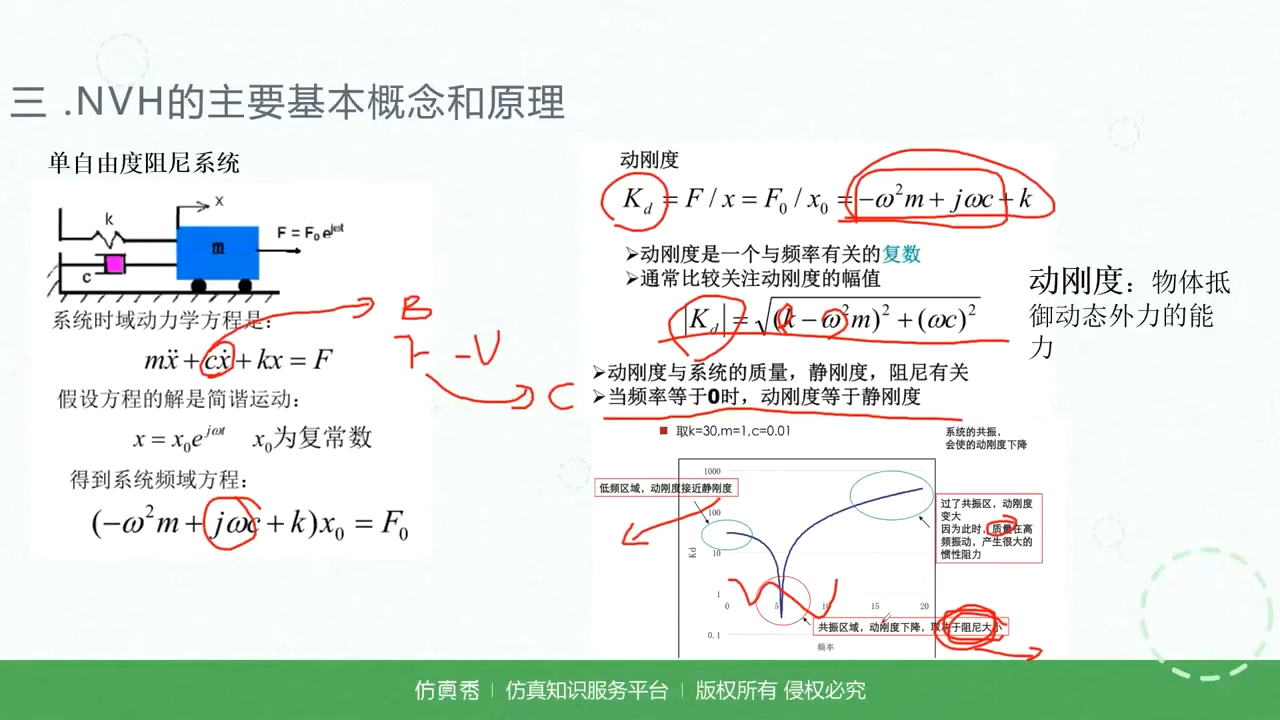 三 .NVH的主要基本概念和原理
单自由度阻尼系统
x
k
m
F = F₀ eʲʷᵗ
c
系统时域动力学方程是:
mẍ + cẋ + kx = F
假设方程的解是简谐运动:
x = x₀e^{jωt} x₀为复常数
得到系统频域方程:
(−ω²m + jωc + k)x₀ = F₀
B
F - V
C
动刚度
K_d = F / x = F₀ / x₀ = −ω²m + jωc + k
➢动刚度是一个与频率有关的复数
➢通常比较关注动刚度的幅值
|K_d| = √(k − ω²m)² + (ωc)²
➢动刚度与系统的质量，静刚度，阻尼有关
➢当频率等于0时，动刚度等于静刚度
动刚度：物体抵
御动态外力的能
力
■ 取k=30,m=1,c=0.01
系统的共振，
会使的动刚度下降
1000
低频区域，动刚度接近静刚度
100
过了共振区，动刚度
变大
因为此时，质量在高
频振动，产生很大的
惯性阻力
Kd
10
1
0 5 10 15 20
共振区域，动刚度下降，取决于阻尼大小
0.1
频率
仿真秀 | 仿真知识服务平台 | 版权所有 侵权必究